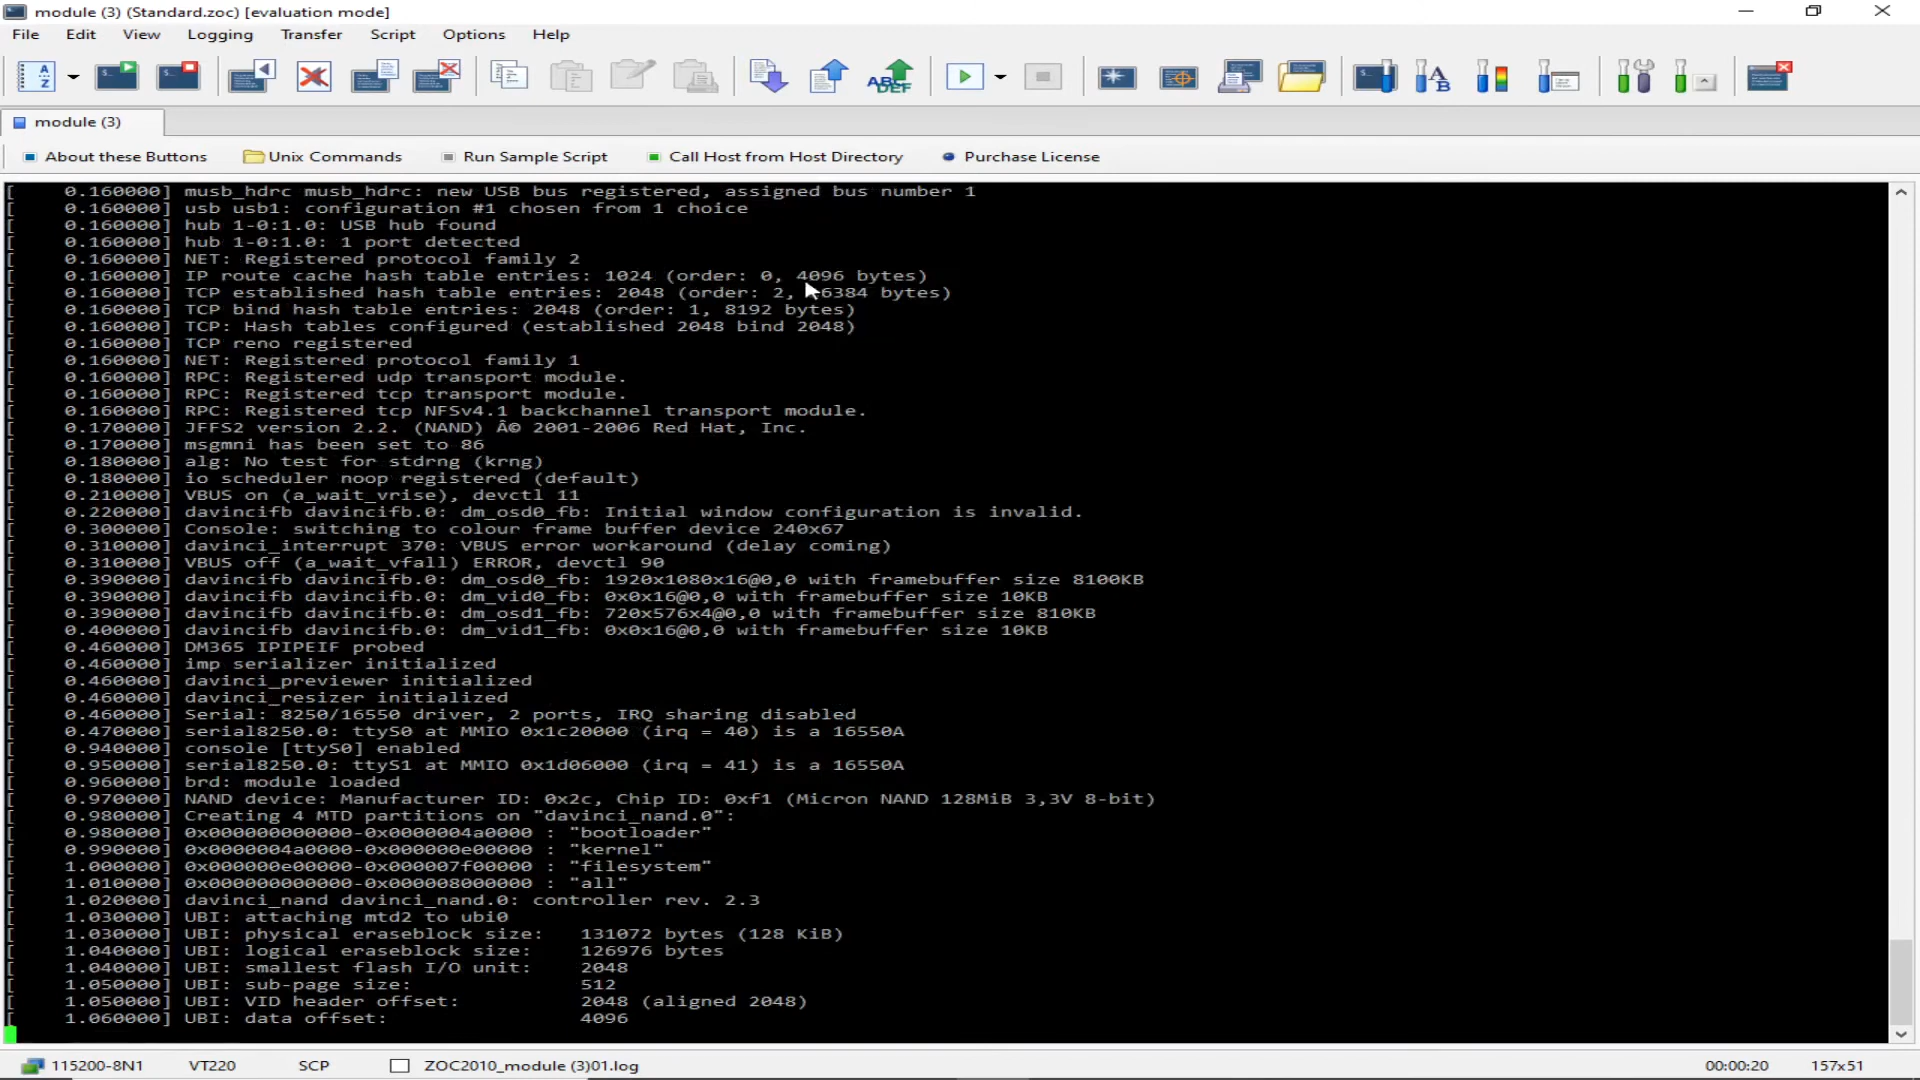 module (3) (Standard.zoc) [evaluation mode]
File Edit View Logging Transfer Script Options Help
module (3)
About these Buttons Unix Commands Run Sample Script Call Host from Host Directory Purchase License
[ 0.160000] musb_hdrc musb_hdrc: new USB bus registered, assigned bus number 1
[ 0.160000] usb usb1: configuration #1 chosen from 1 choice
[ 0.160000] hub 1-0:1.0: USB hub found
[ 0.160000] hub 1-0:1.0: 1 port detected
[ 0.160000] NET: Registered protocol family 2
[ 0.160000] IP route cache hash table entries: 1024 (order: 0, 4096 bytes)
[ 0.160000] TCP established hash table entries: 2048 (order: 2, 6384 bytes)
[ 0.160000] TCP bind hash table entries: 2048 (order: 1, 8192 bytes)
[ 0.160000] TCP: Hash tables configured (established 2048 bind 2048)
[ 0.160000] TCP reno registered
[ 0.160000] NET: Registered protocol family 1
[ 0.160000] RPC: Registered udp transport module.
[ 0.160000] RPC: Registered tcp transport module.
[ 0.160000] RPC: Registered tcp NFSv4.1 backchannel transport module.
[ 0.170000] JFFS2 version 2.2. (NAND) Â© 2001-2006 Red Hat, Inc.
[ 0.170000] msgmni has been set to 86
[ 0.180000] alg: No test for stdrng (krng)
[ 0.180000] io scheduler noop registered (default)
[ 0.210000] VBUS on (a_wait_vrise), devctl 11
[ 0.220000] davincifb davincifb.0: dm_osd0_fb: Initial window configuration is invalid.
[ 0.300000] Console: switching to colour frame buffer device 240x67
[ 0.310000] davinci_interrupt 370: VBUS error workaround (delay coming)
[ 0.310000] VBUS off (a_wait_vfall) ERROR, devctl 90
[ 0.390000] davincifb davincifb.0: dm_osd0_fb: 1920x1080x16@0,0 with framebuffer size 8100KB
[ 0.390000] davincifb davincifb.0: dm_vid0_fb: 0x0x16@0,0 with framebuffer size 10KB
[ 0.390000] davincifb davincifb.0: dm_osd1_fb: 720x576x4@0,0 with framebuffer size 810KB
[ 0.400000] davincifb davincifb.0: dm_vid1_fb: 0x0x16@0,0 with framebuffer size 10KB
[ 0.460000] DM365 IPIPEIF probed
[ 0.460000] imp serializer initialized
[ 0.460000] davinci_previewer initialized
[ 0.460000] davinci_resizer initialized
[ 0.460000] Serial: 8250/16550 driver, 2 ports, IRQ sharing disabled
[ 0.470000] serial8250.0: ttyS0 at MMIO 0x1c20000 (irq = 40) is a 16550A
[ 0.940000] console [ttyS0] enabled
[ 0.950000] serial8250.0: ttyS1 at MMIO 0x1d06000 (irq = 41) is a 16550A
[ 0.960000] brd: module loaded
[ 0.970000] NAND device: Manufacturer ID: 0x2c, Chip ID: 0xf1 (Micron NAND 128MiB 3,3V 8-bit)
[ 0.980000] Creating 4 MTD partitions on "davinci_nand.0":
[ 0.980000] 0x000000000000-0x0000004a0000 : "bootloader"
[ 0.990000] 0x0000004a0000-0x000000e00000 : "kernel"
[ 1.000000] 0x000000e00000-0x000007f00000 : "filesystem"
[ 1.010000] 0x000000000000-0x000008000000 : "all"
[ 1.020000] davinci_nand davinci_nand.0: controller rev. 2.3
[ 1.030000] UBI: attaching mtd2 to ubi0
[ 1.030000] UBI: physical eraseblock size: 131072 bytes (128 KiB)
[ 1.040000] UBI: logical eraseblock size: 126976 bytes
[ 1.040000] UBI: smallest flash I/O unit: 2048
[ 1.050000] UBI: sub-page size: 512
[ 1.050000] UBI: VID header offset: 2048 (aligned 2048)
[ 1.060000] UBI: data offset: 4096
115200-8N1 VT220 SCP ZOC2010_module (3)01.log 00:00:20 157x51